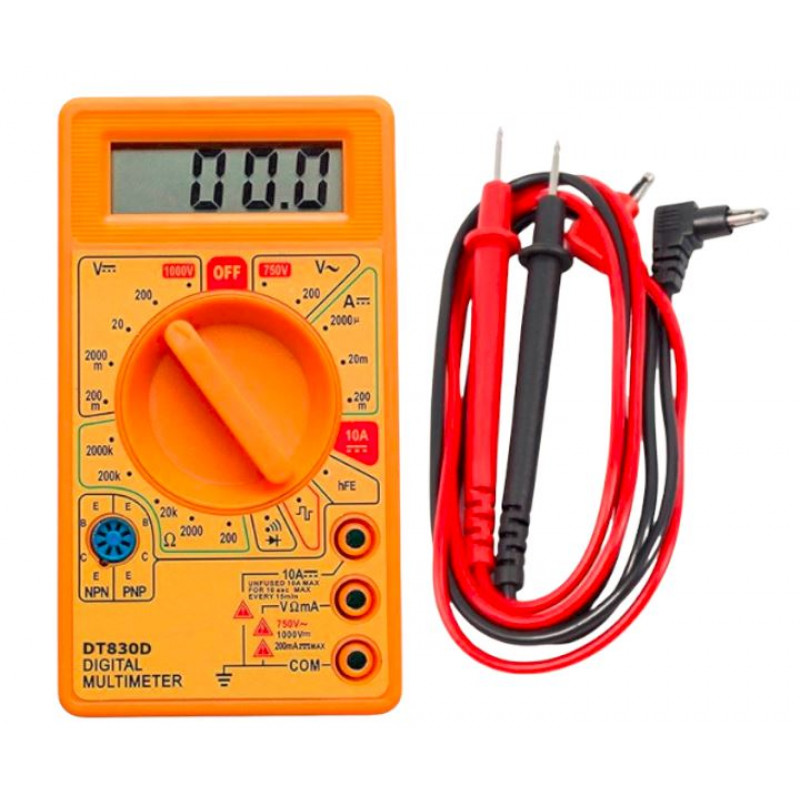 00.0
V⎓ 1000V OFF 750V V~
200 200 A⎓
20 2000µ
2000m 20m
200m 200m
2000k 10A
200k hFE
20k
Ω 2000 200
E E
B B
C C
E E
NPN PNP
10A⎓
UNFUSED 10A MAX
FOR 10 sec MAX
EVERY 15min
VΩmA
750V~
1000V⎓
200mA⎓MAX
COM
DT830D
DIGITAL
MULTIMETER